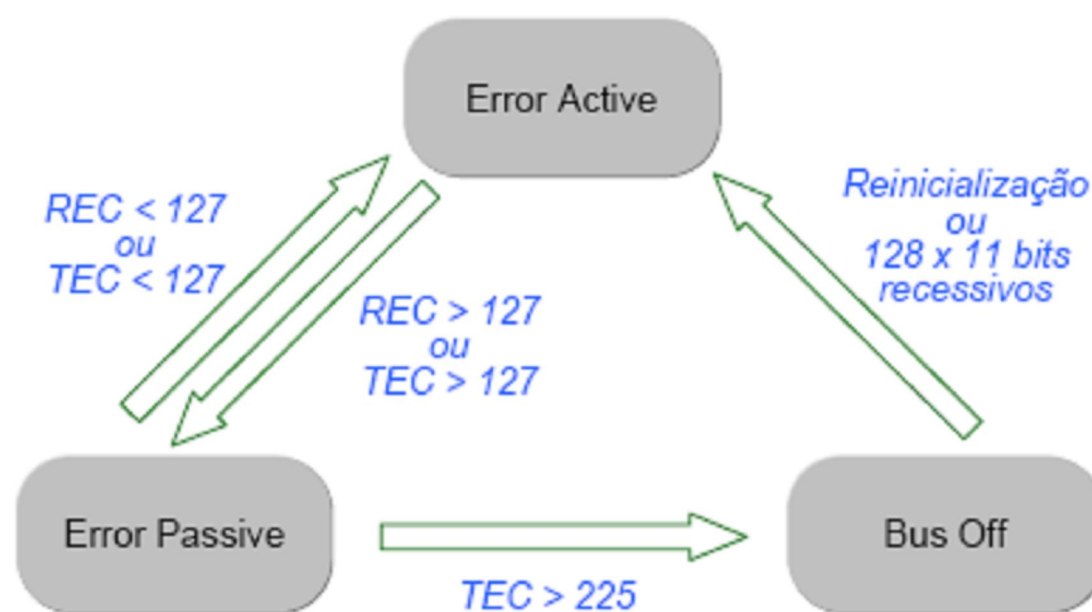 Error Active
REC < 127
ou
TEC < 127
Reinicialização
ou
128 x 11 bits
recessivos
REC > 127
ou
TEC > 127
Error Passive
Bus Off
TEC > 225